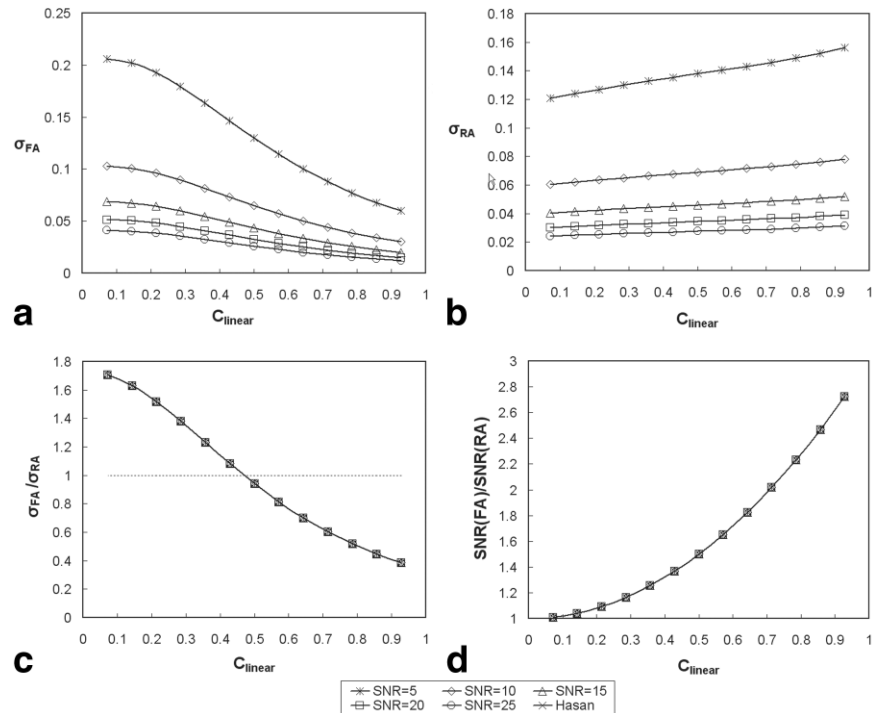 0.25
0.2
0.15
0.1
0.05
0
σFA
0 0.1 0.2 0.3 0.4 0.5 0.6 0.7 0.8 0.9 1
Clinear
a
0.18
0.16
0.14
0.12
0.1
0.08
0.06
0.04
0.02
0
σRA
0 0.1 0.2 0.3 0.4 0.5 0.6 0.7 0.8 0.9 1
Clinear
b
1.8
1.6
1.4
1.2
1
0.8
0.6
0.4
0.2
0
σFA/σRA
0 0.1 0.2 0.3 0.4 0.5 0.6 0.7 0.8 0.9 1
Clinear
c
3
2.8
2.6
2.4
2.2
2
1.8
1.6
1.4
1.2
1
SNR(FA)/SNR(RA)
0 0.1 0.2 0.3 0.4 0.5 0.6 0.7 0.8 0.9 1
Clinear
d
SNR=5 SNR=10 SNR=15
SNR=20 SNR=25 Hasan